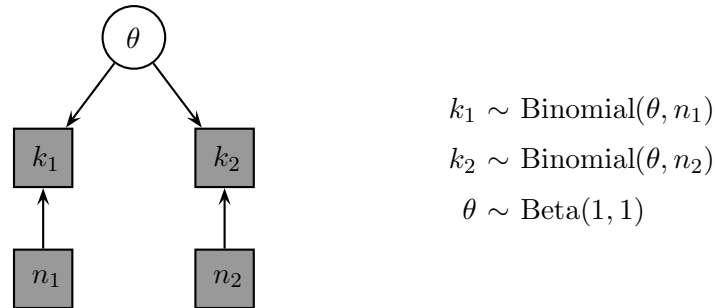 θ
k₁ k₂
n₁ n₂
k₁ ∼ Binomial(θ, n₁)
k₂ ∼ Binomial(θ, n₂)
θ ∼ Beta(1, 1)